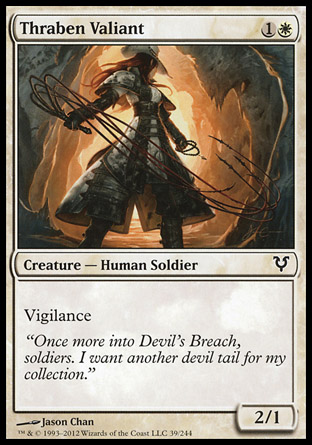 Thraben Valiant 1
Creature — Human Soldier
Vigilance
“Once more into Devil’s Breach,
soldiers. I want another devil tail for my
collection.”
Jason Chan
™ & © 1993–2012 Wizards of the Coast LLC 39/244
2/1